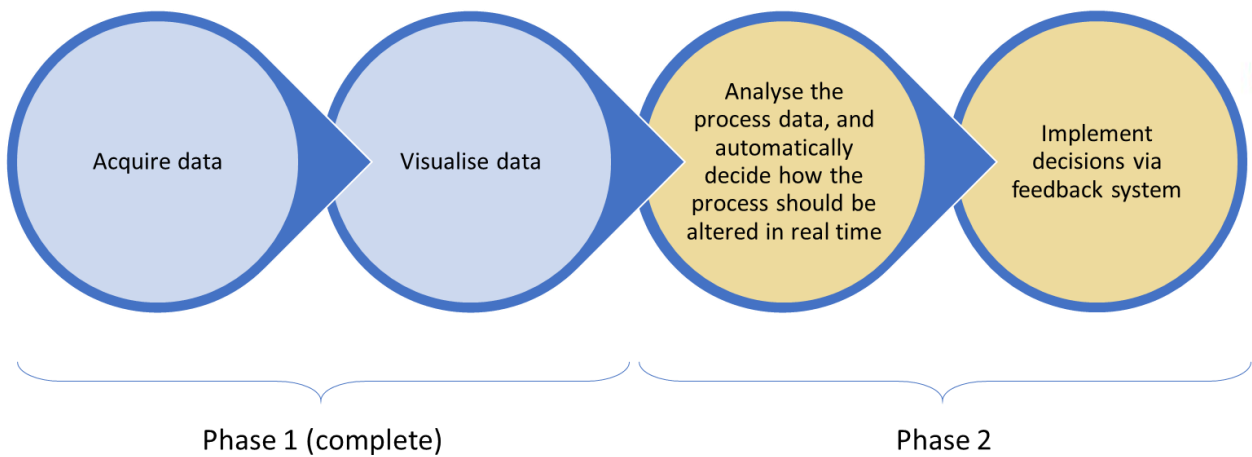 Acquire data
Visualise data
Analyse the
process data, and
automatically
decide how the
process should be
altered in real time
Implement
decisions via
feedback system
Phase 1 (complete)
Phase 2